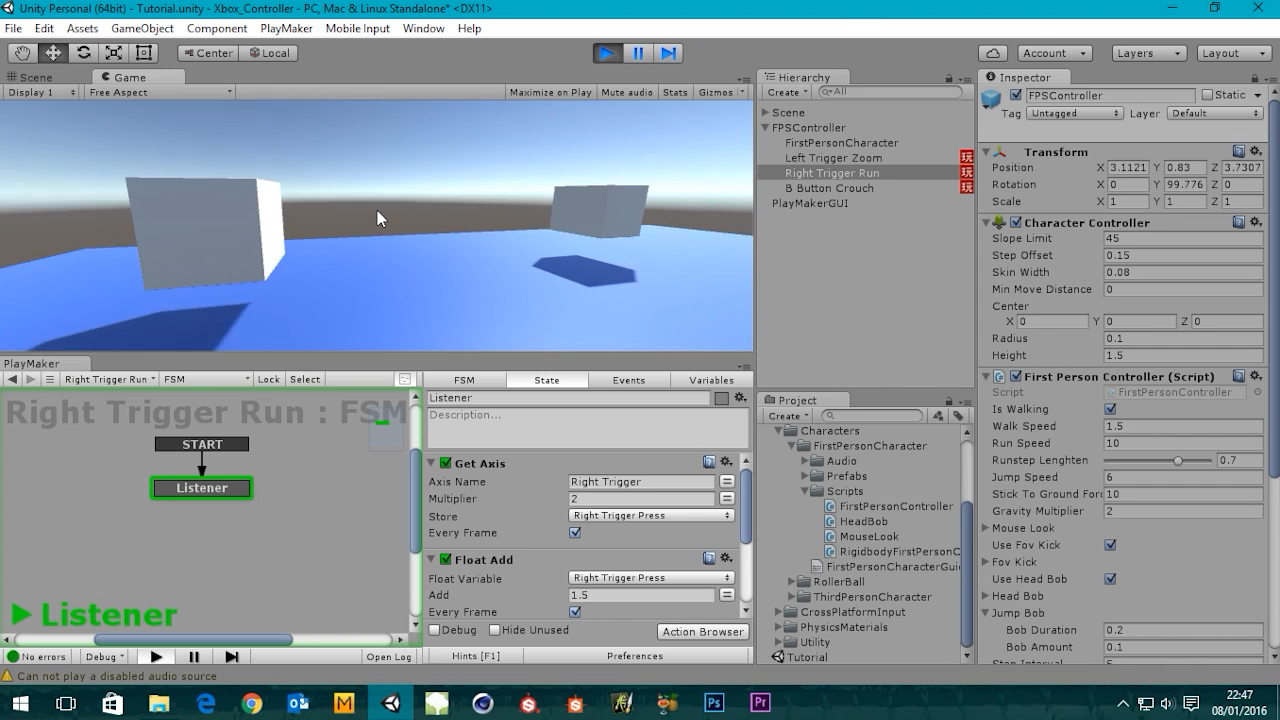 Unity Personal (64bit) - Tutorial.unity - Xbox_Controller - PC, Mac & Linux Standalone* <DX11>
File Edit Assets GameObject Component PlayMaker Mobile Input Window Help
Center Local Account Layers Layout
Scene Game
Display 1 Free Aspect Maximize on Play Mute audio Stats Gizmos
Hierarchy
Create All
Scene
FPSController
FirstPersonCharacter
Left Trigger Zoom
玩
Right Trigger Run
玩
B Button Crouch
玩
PlayMakerGUI
Inspector
FPSController Static
Tag Untagged Layer Default
Transform
Position X 3.1121 Y 0.83 Z 3.7307
Rotation X 0 Y 99.776 Z 0
Scale X 1 Y 1 Z 1
Character Controller
Slope Limit 45
Step Offset 0.15
Skin Width 0.08
Min Move Distance 0
Center
X 0 Y 0 Z 0
Radius 0.1
Height 1.5
First Person Controller (Script)
Script FirstPersonController
Is Walking
Walk Speed 1.5
Run Speed 10
Runstep Lenghten 0.7
Jump Speed 6
Stick To Ground For 10
Gravity Multiplier 2
Mouse Look
Use Fov Kick
Fov Kick
Use Head Bob
Head Bob
Jump Bob
Bob Duration 0.2
Bob Amount 0.1
Step Interval 5
PlayMaker
Right Trigger Run FSM Lock Select
Right Trigger Run : FSM
START
Listener
Listener
No errors Debug Open Log
FSM State Events Variables
Listener
Description...
Get Axis
Axis Name Right Trigger
Multiplier 2
Store Right Trigger Press
Every Frame
Float Add
Float Variable Right Trigger Press
Add 1.5
Every Frame
Debug Hide Unused Action Browser
Hints [F1] Preferences
Project
Create
Characters
FirstPersonCharacter
Audio
Prefabs
Scripts
FirstPersonController
HeadBob
MouseLook
RigidbodyFirstPersonC
FirstPersonCharacterGui
RollerBall
ThirdPersonCharacter
CrossPlatformInput
PhysicsMaterials
Utility
Tutorial
Can not play a disabled audio source
22:47
08/01/2016